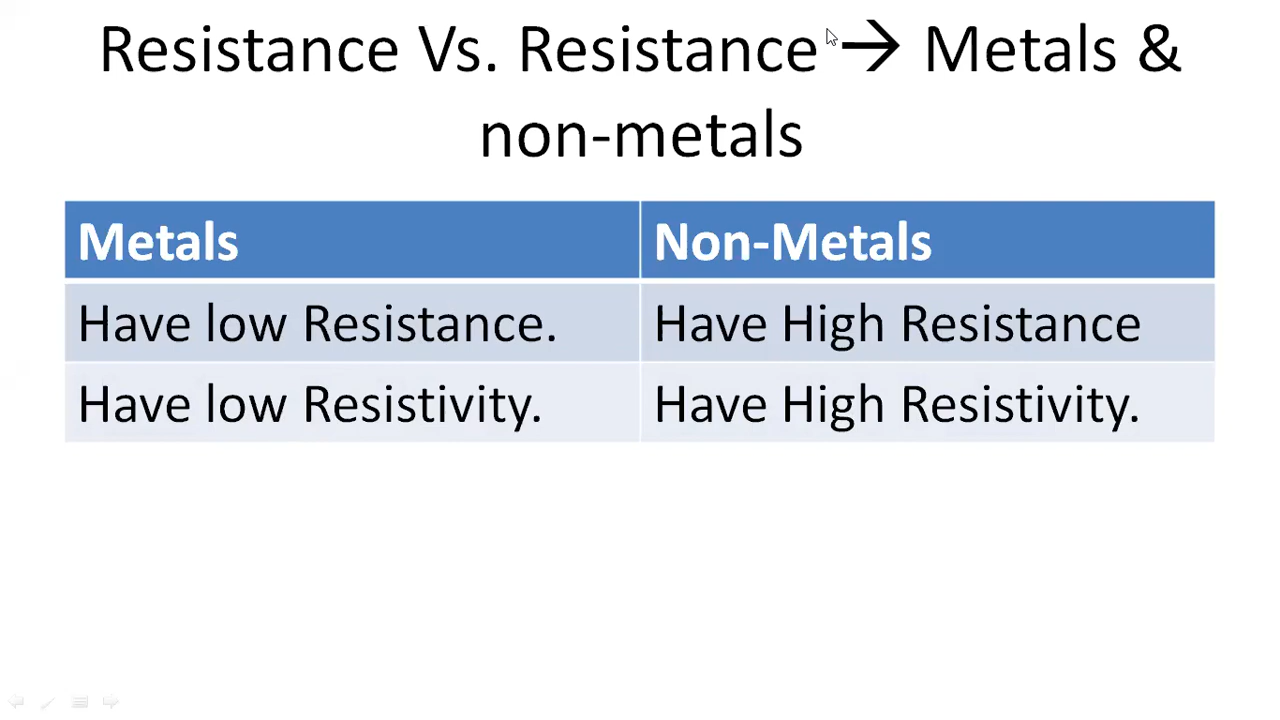 Resistance Vs. Resistance → Metals &
non-metals
Metals
Non-Metals
Have low Resistance.
Have High Resistance
Have low Resistivity.
Have High Resistivity.